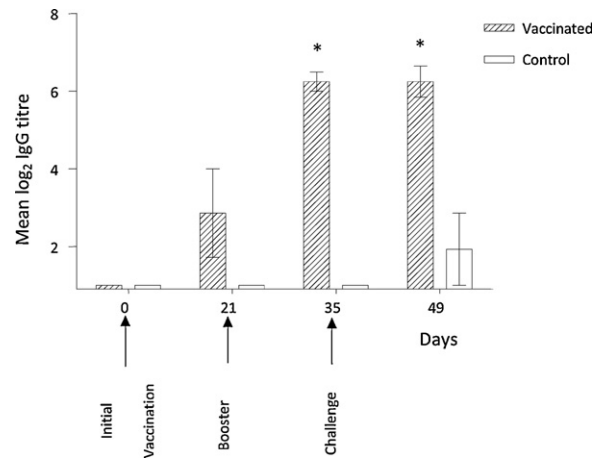 8
6
4
2
Mean log₂ IgG titre
*
*
Vaccinated
Control
0
21
35
49
Days
Initial
Vaccination
Booster
Challenge